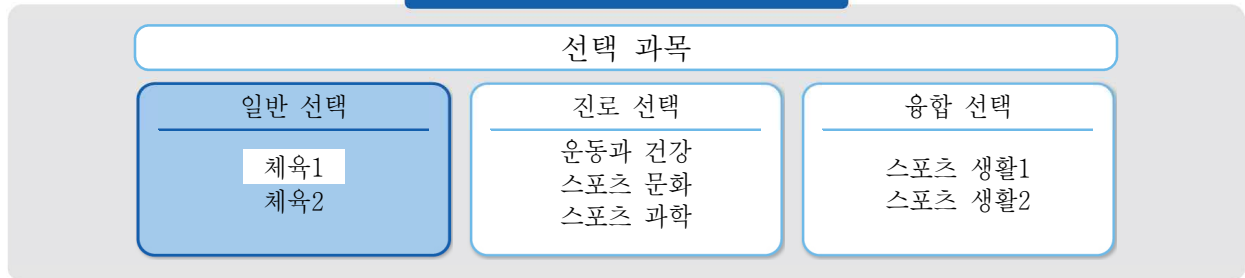 선택 과목
일반 선택
체육1
체육2
진로 선택
운동과 건강
스포츠 문화
스포츠 과학
융합 선택
스포츠 생활1
스포츠 생활2